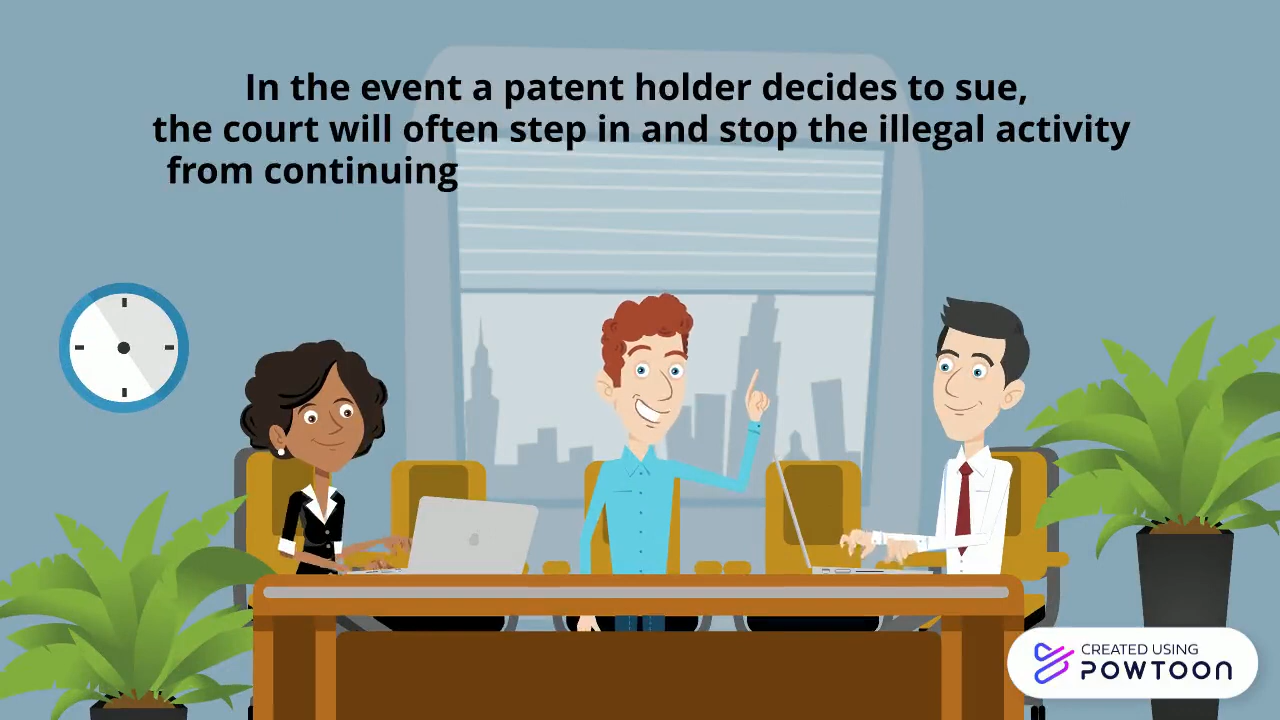 In the event a patent holder decides to sue,
the court will often step in and stop the illegal activity
from continuing
CREATED USING
POWTOON